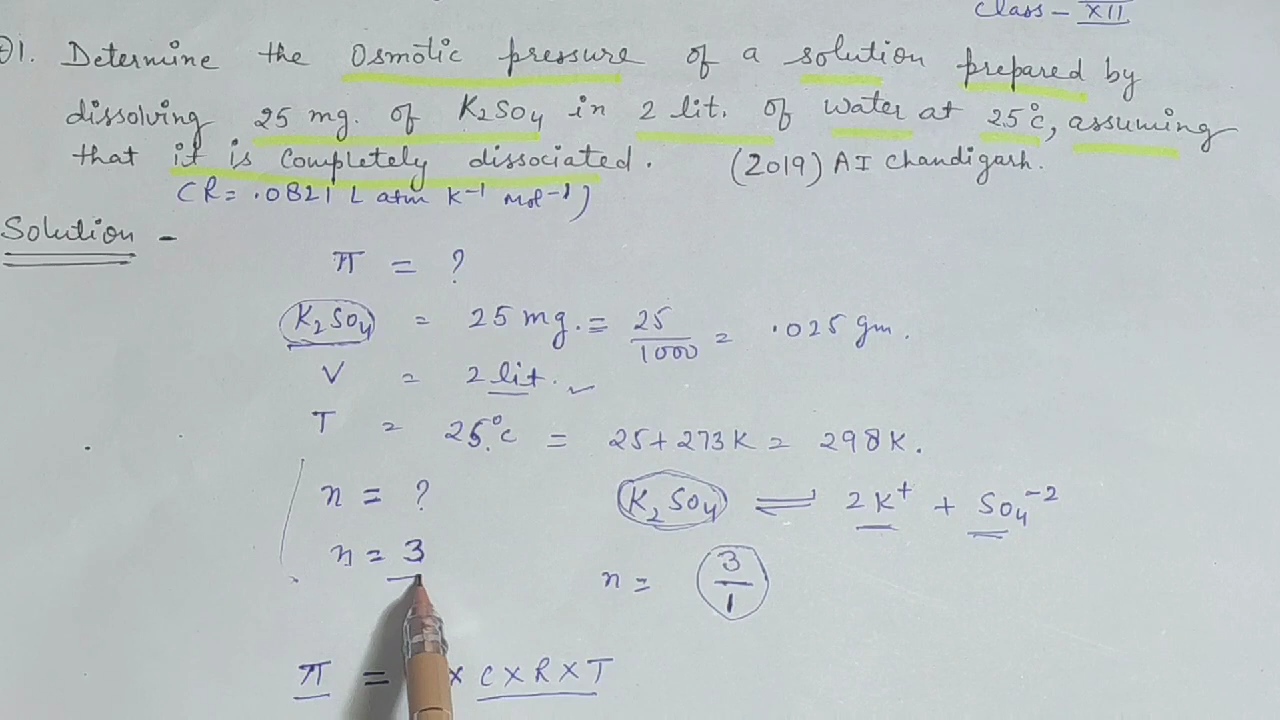 Class - XII
Q1. Determine the Osmotic pressure of a solution prepared by
dissolving 25 mg. of K₂SO₄ in 2 lit. of water at 25°c, assuming
that it is completely dissociated. (2019) AI Chandigarh.
(R = .0821 L atm K⁻¹ mol⁻¹)
Solution -
π = ?
K₂SO₄ = 25 mg. = 25/1000 = .025 gm.
V = 2 lit.
T = 25°c = 25 + 273 K = 298 K.
n = ? K₂SO₄ ⇌ 2K⁺ + SO₄⁻²
n = 3 n = 3/1
π = × C × R × T